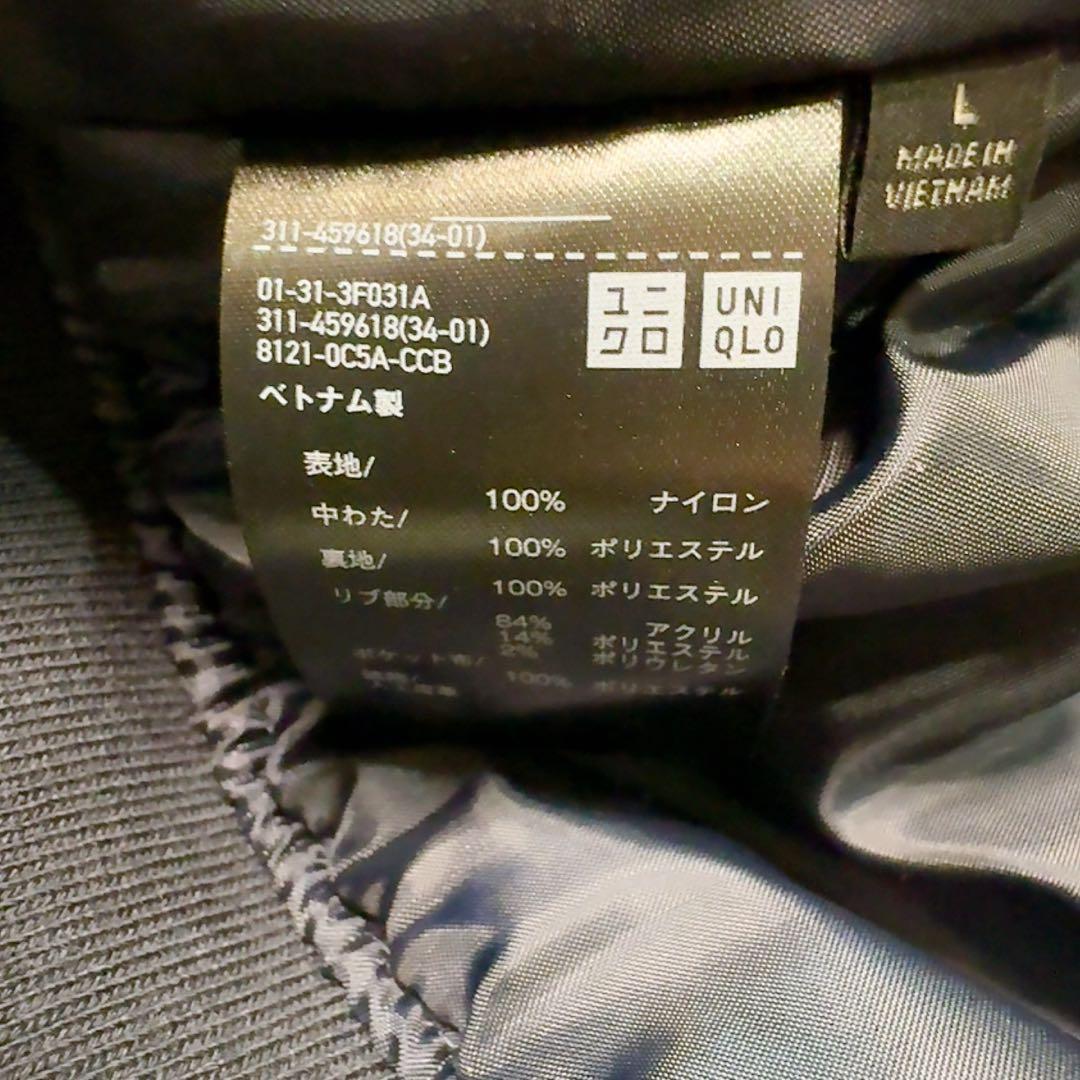 L
MADE IN
VIETNAM
311-459618(34-01)
01-31-3F031A
311-459618(34-01)
8121-0C5A-CCB
ベトナム製
ユニ
クロ
UNI
QLO
表地/
100% ナイロン
中わた/
100% ポリエステル
裏地/
100% ポリエステル
リブ部分/
84% アクリル
14% ポリエステル
2% ポリウレタン
ポケット布/
100% ポリエステル